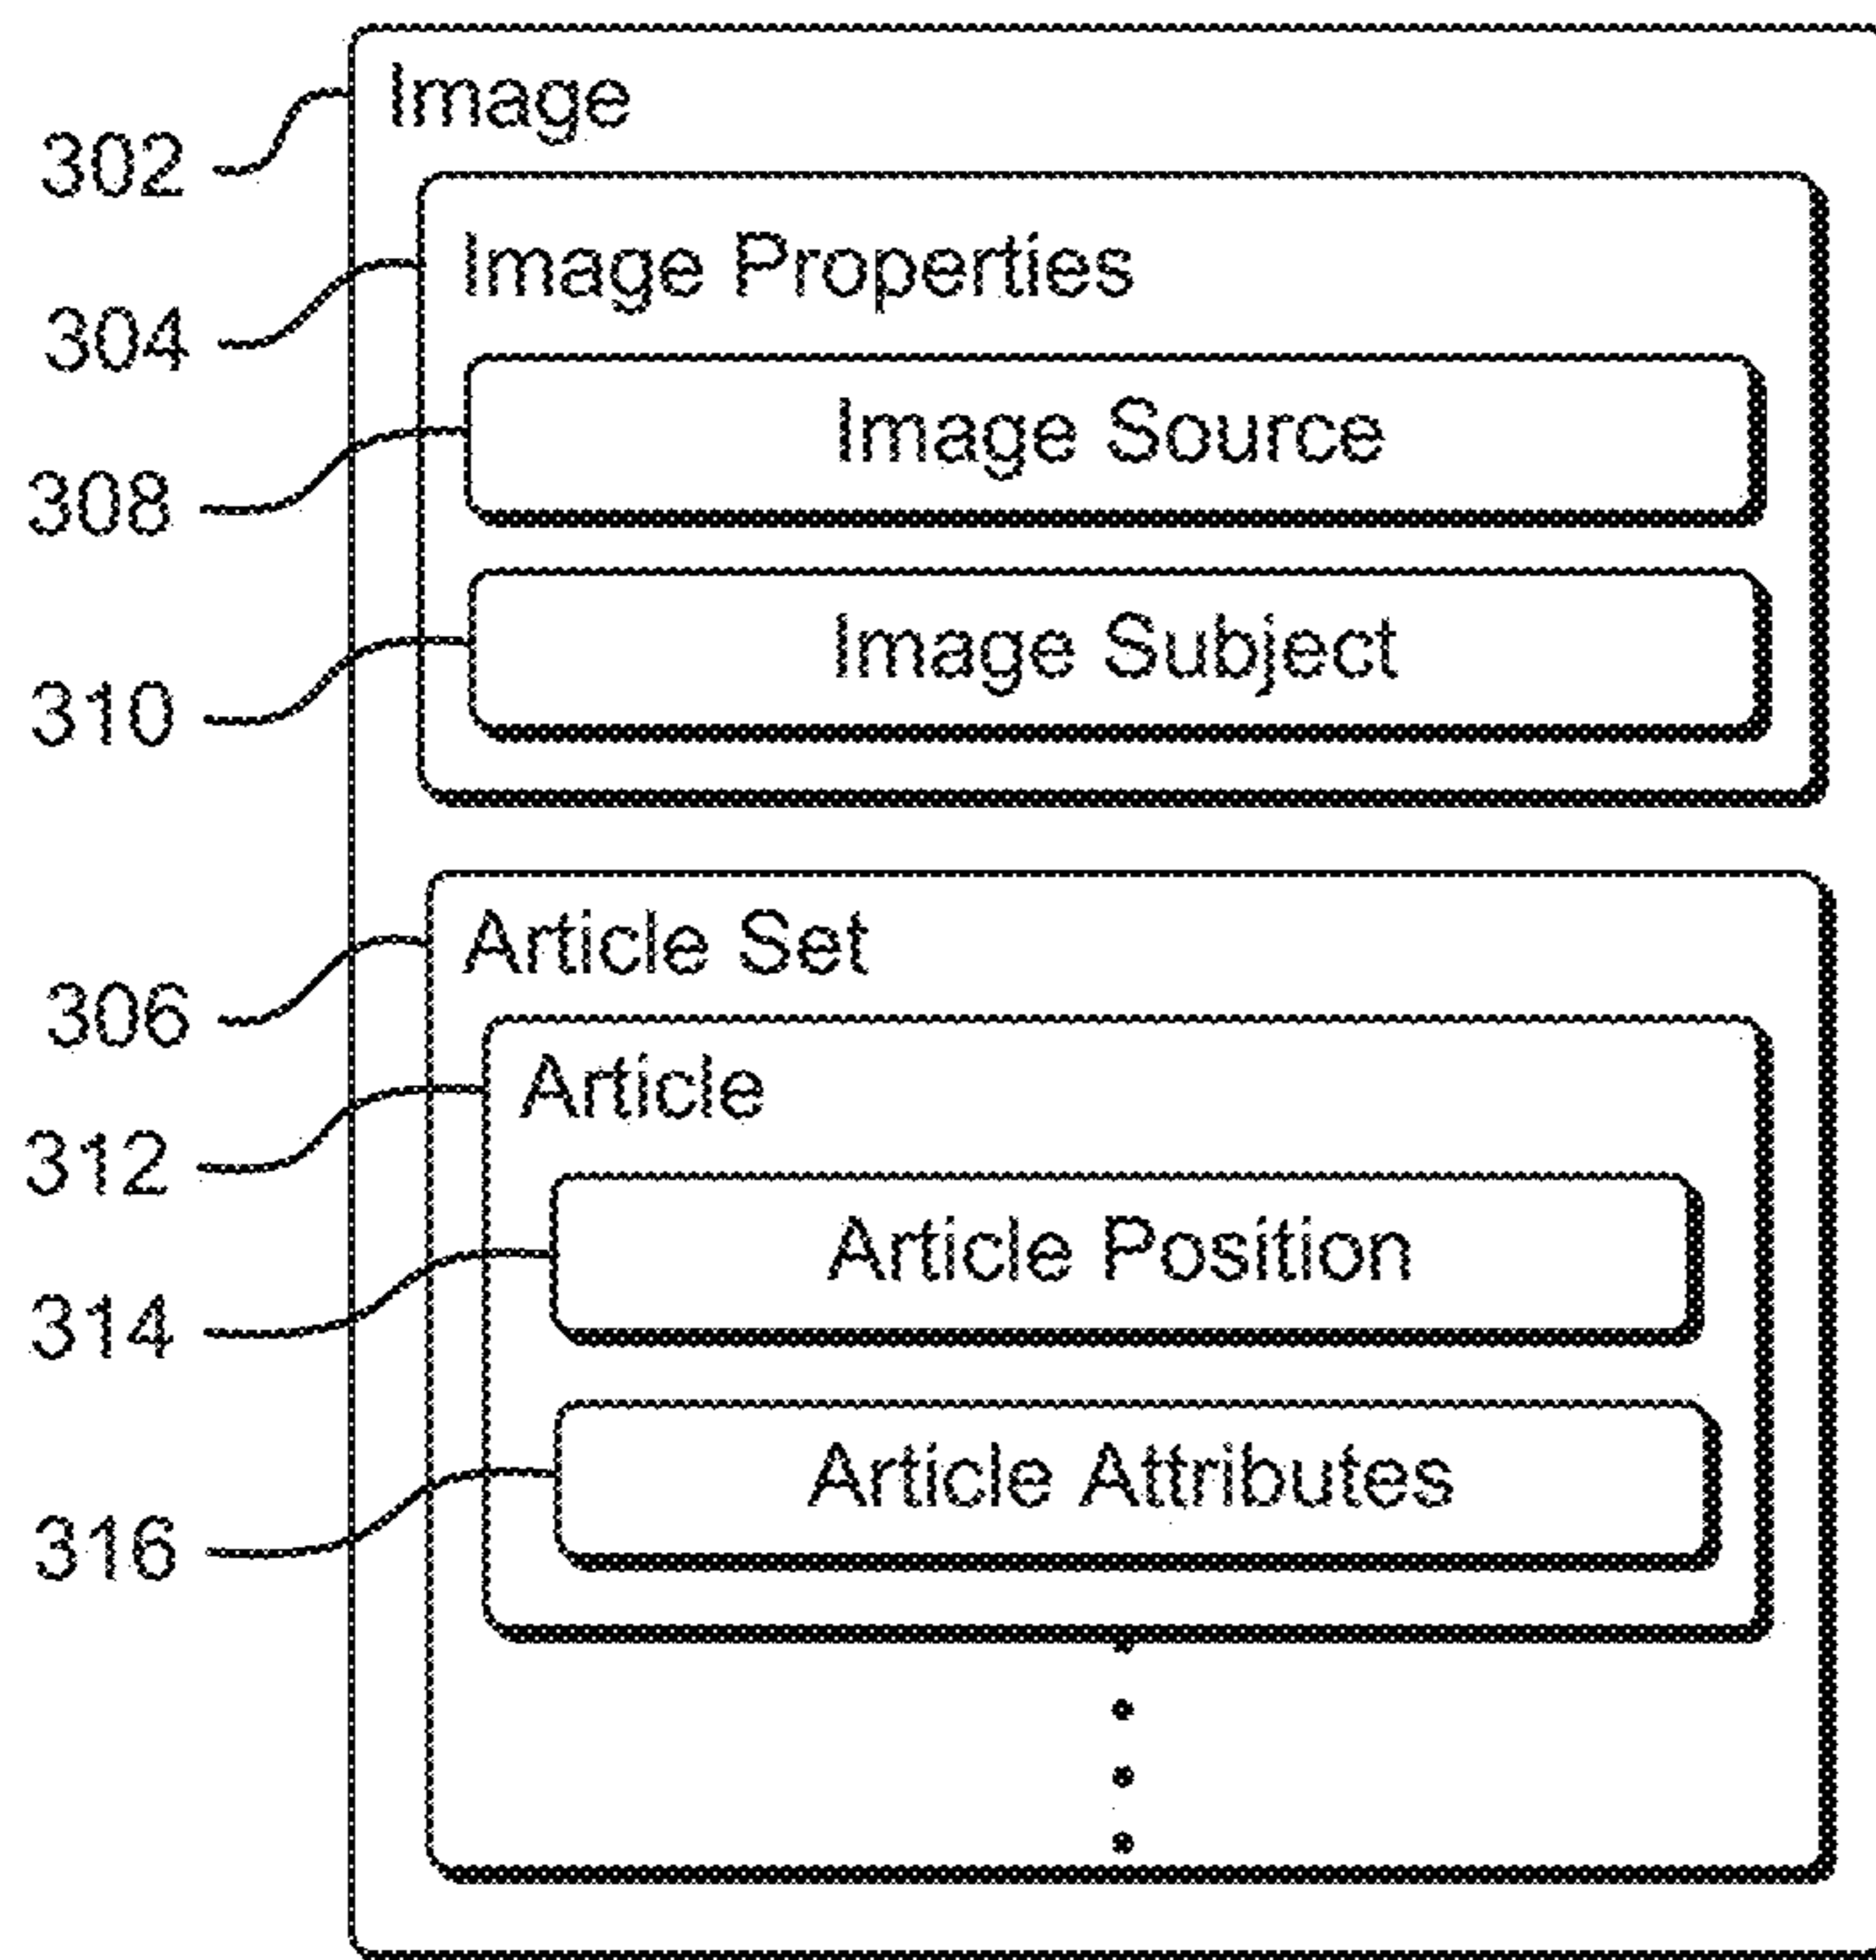 Image
302
Image Properties
304
Image Source
308
Image Subject
310
Article Set
306
Article
312
Article Position
314
Article Attributes
316